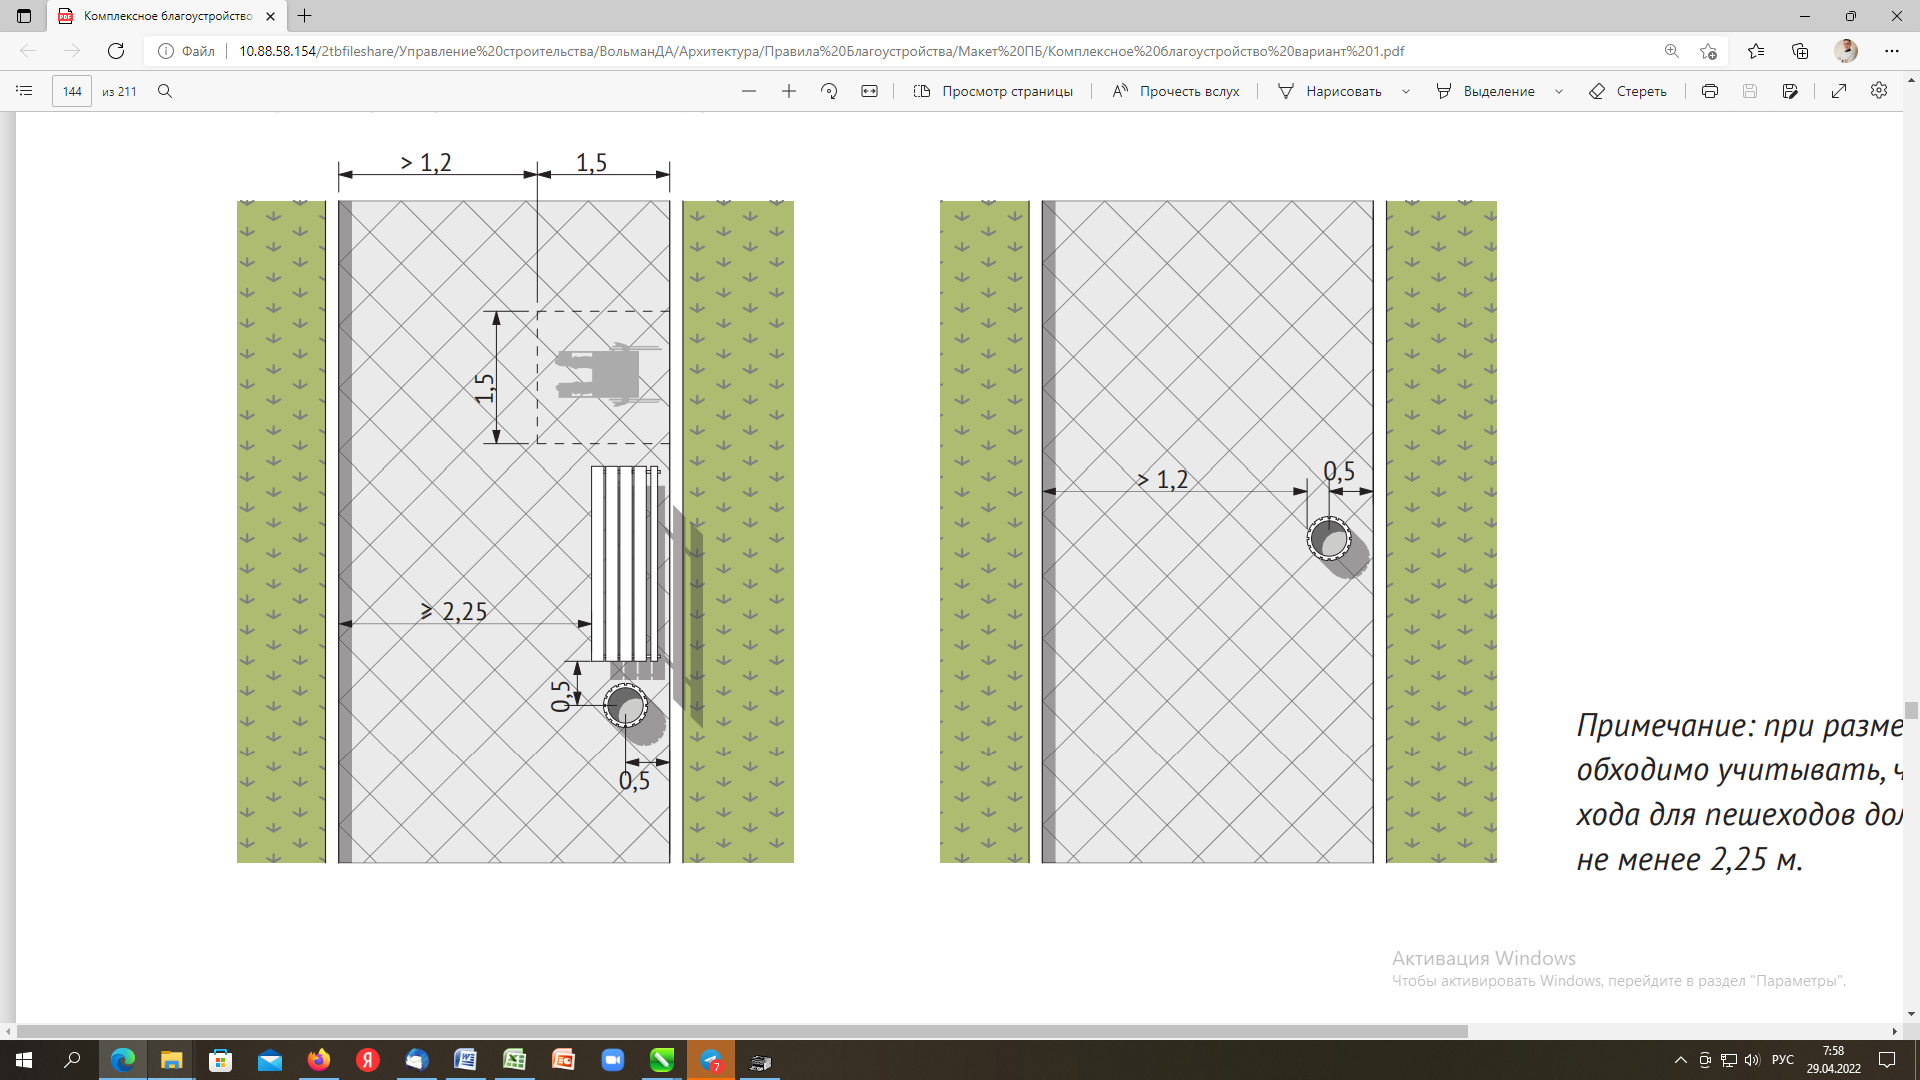 Комплексное благоустройство
Файл
10.88.58.154/2tbfileshare/Управление%20строительства/ВольманДА/Архитектура/Правила%20Благоустройства/Макет%20ПБ/Комплексное%20благоустройство%20вариант%201.pdf
144 из 211
Просмотр страницы
Прочесть вслух
Нарисовать
Выделение
Стереть
> 1,2
1,5
1,5
≥ 2,25
0,5
0,5
> 1,2
0,5
Примечание: при разме
обходимо учитывать, ч
хода для пешеходов дол
не менее 2,25 м.
Активация Windows
Чтобы активировать Windows, перейдите в раздел "Параметры".
7
РУС
7:58
29.04.2022